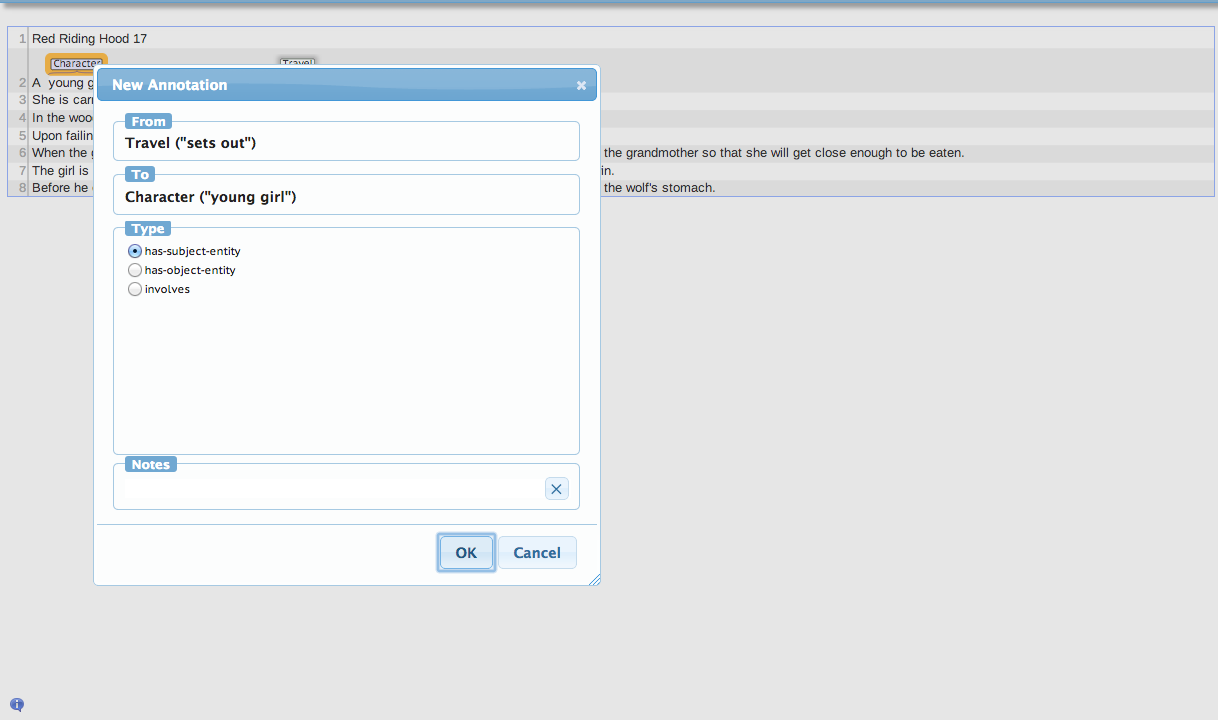 1 Red Riding Hood 17
Character Travel
2 A young g
3 She is carr
4 In the woo
5 Upon failin
6 When the g the grandmother so that she will get close enough to be eaten.
7 The girl is in.
8 Before he the wolf's stomach.
New Annotation
From
Travel ("sets out")
To
Character ("young girl")
Type
has-subject-entity
has-object-entity
involves
Notes
OK Cancel